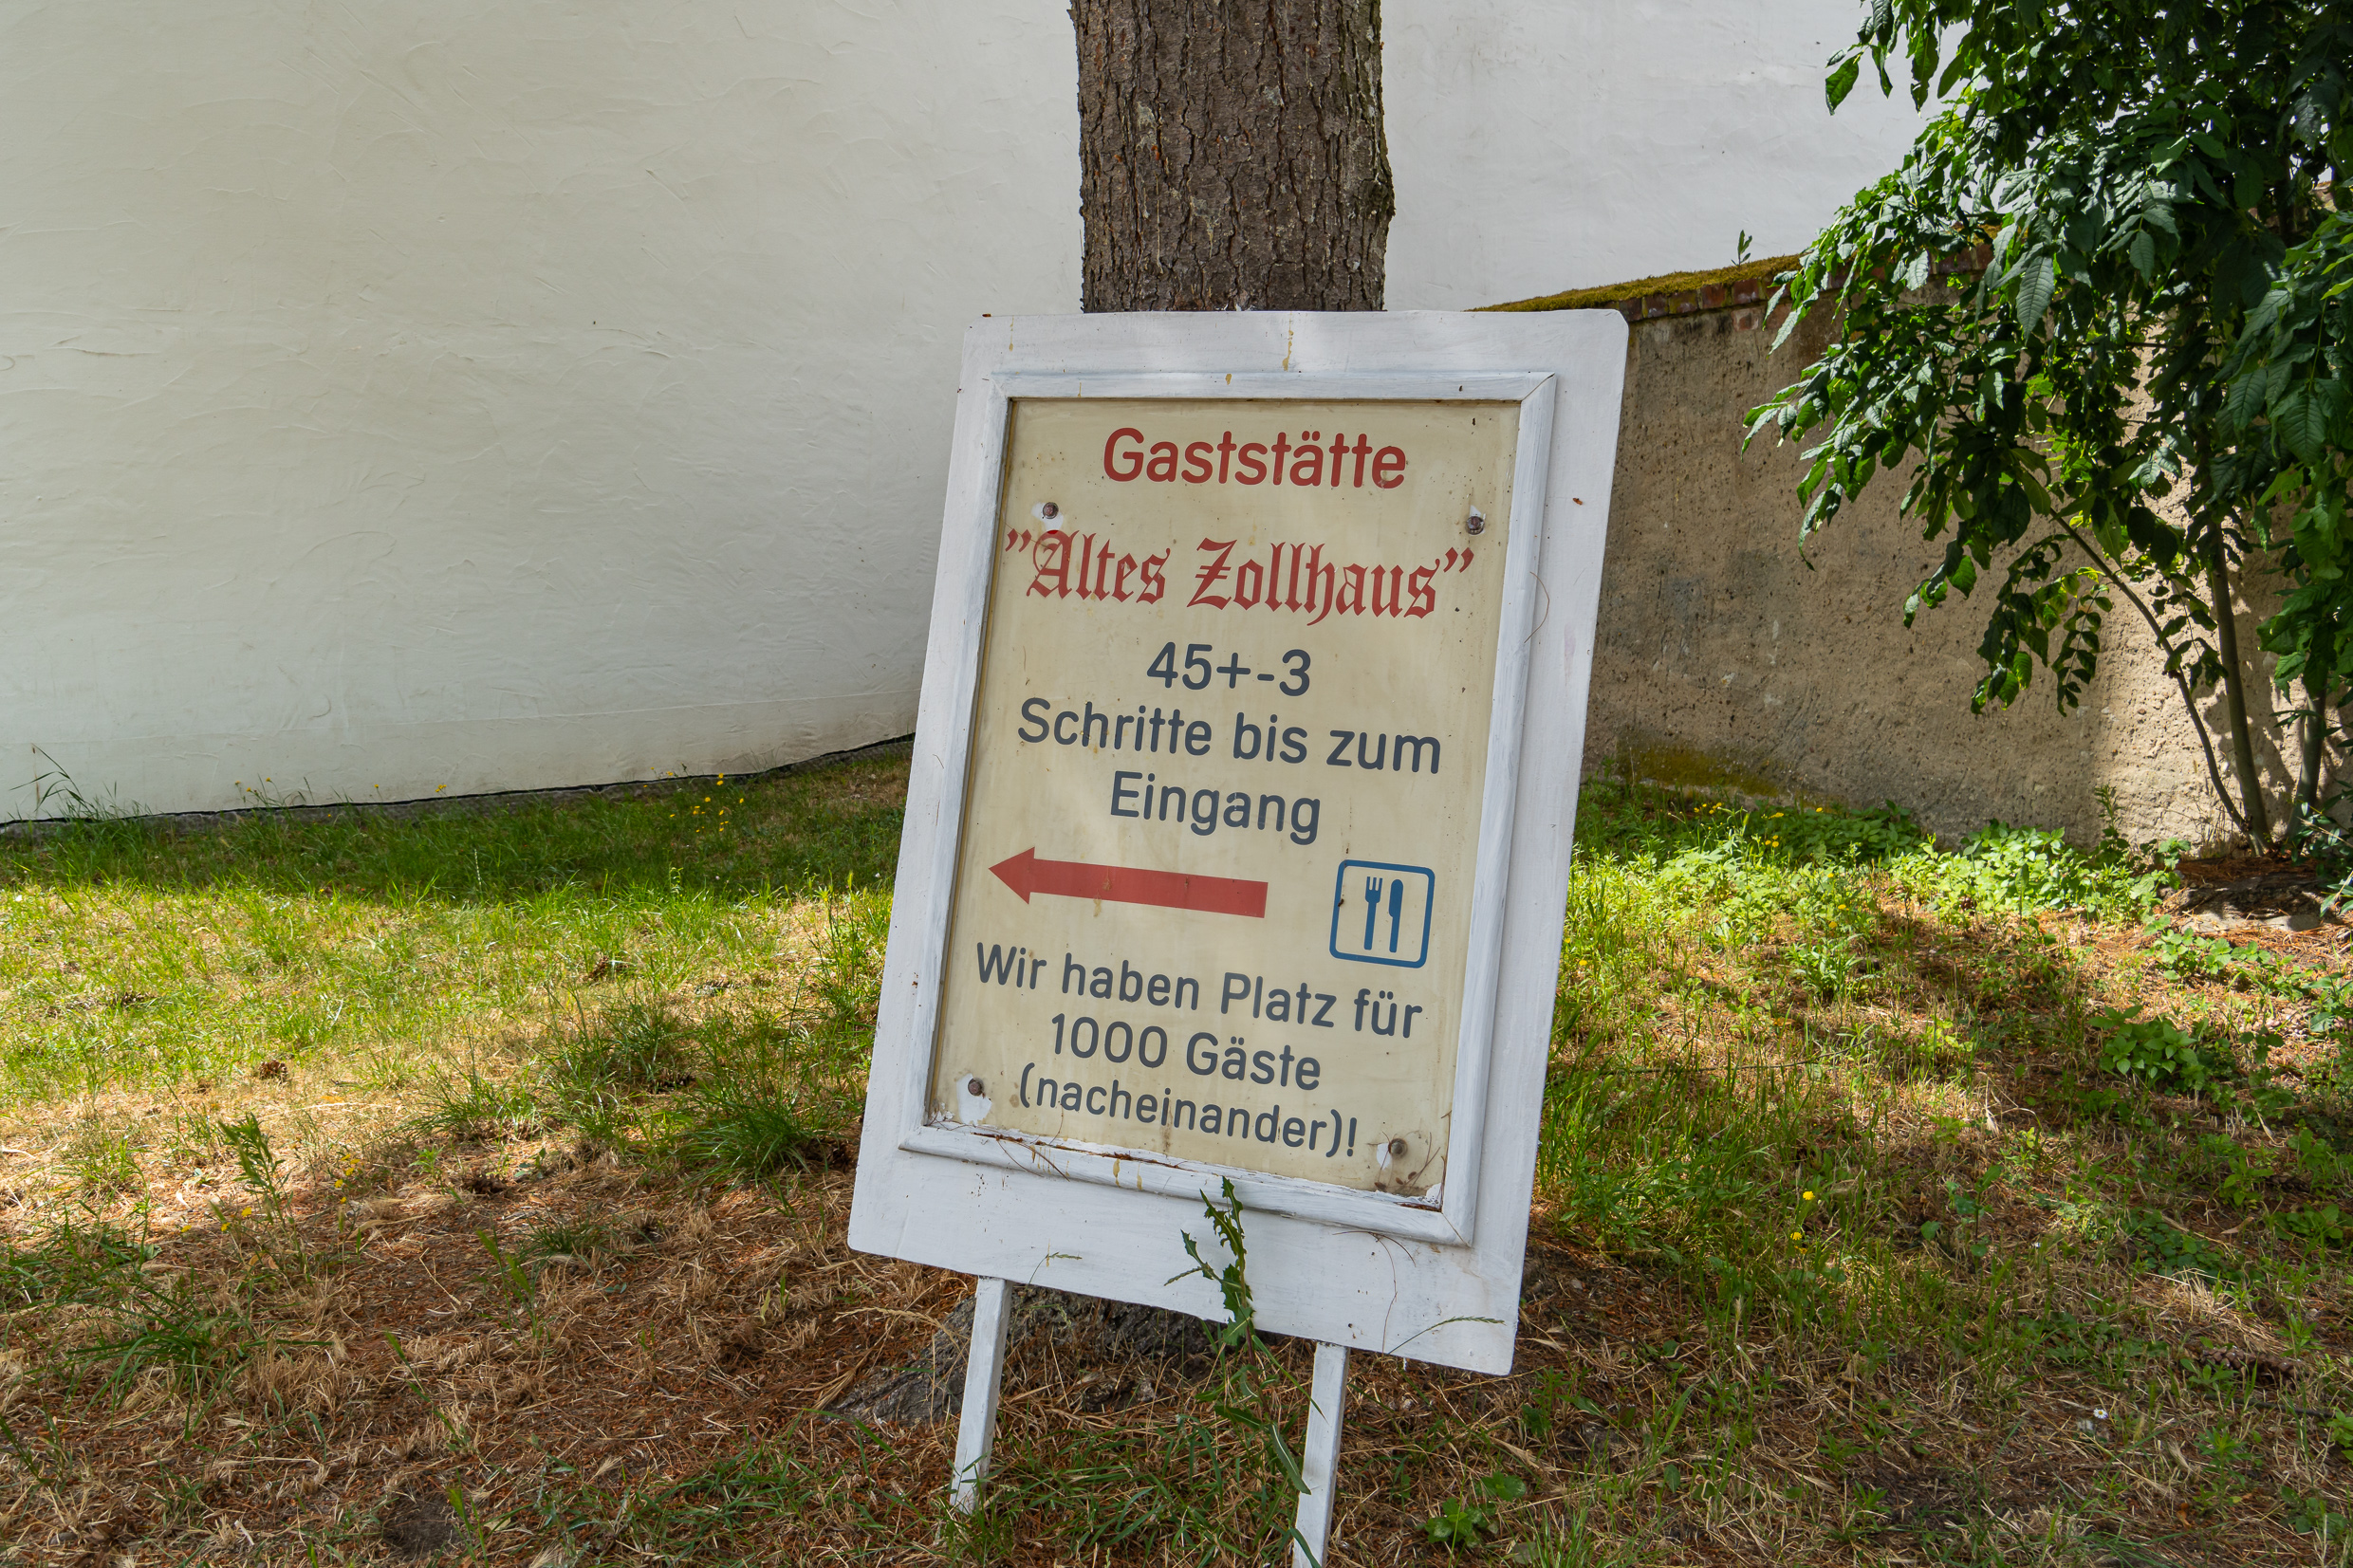 Gaststätte
"Altes Zollhaus"
45+-3
Schritte bis zum
Eingang
Wir haben Platz für
1000 Gäste
(nacheinander)!